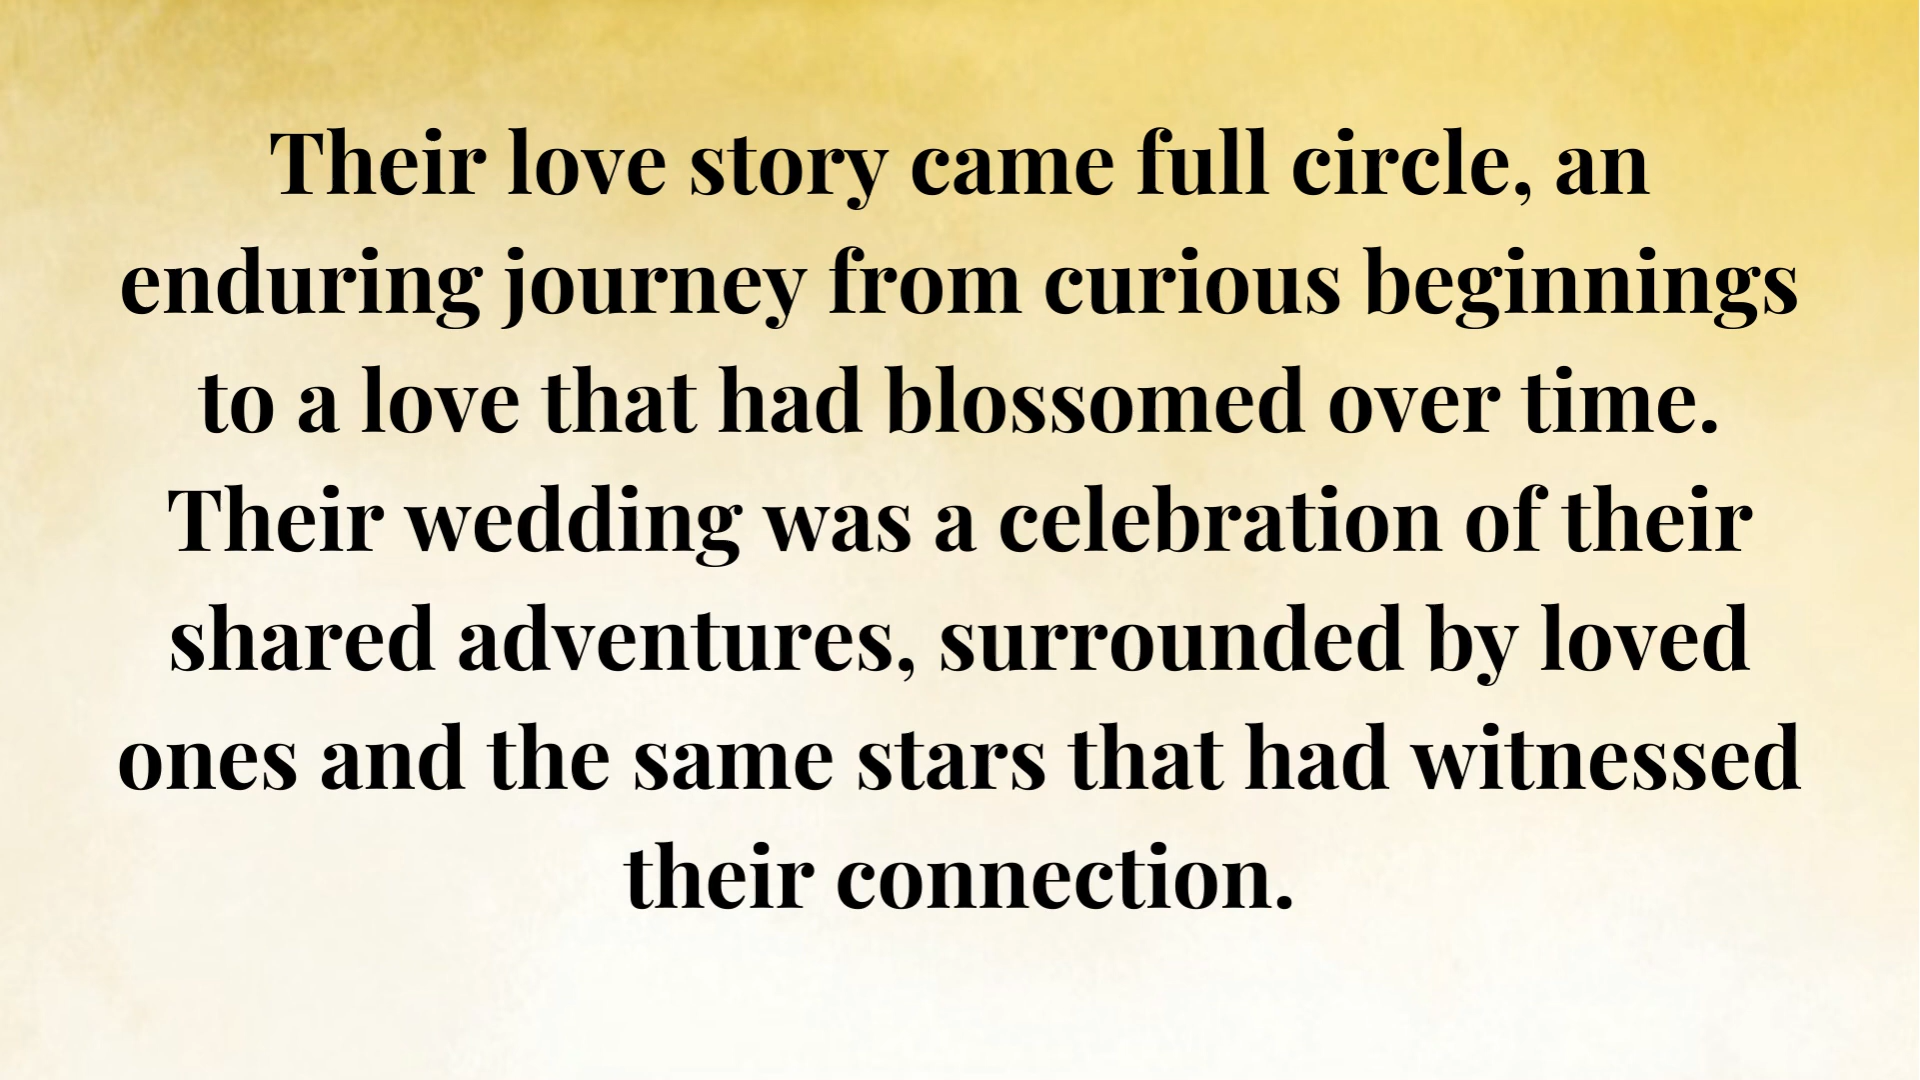 Their love story came full circle, an
enduring journey from curious beginnings
to a love that had blossomed over time.
Their wedding was a celebration of their
shared adventures, surrounded by loved
ones and the same stars that had witnessed
their connection.